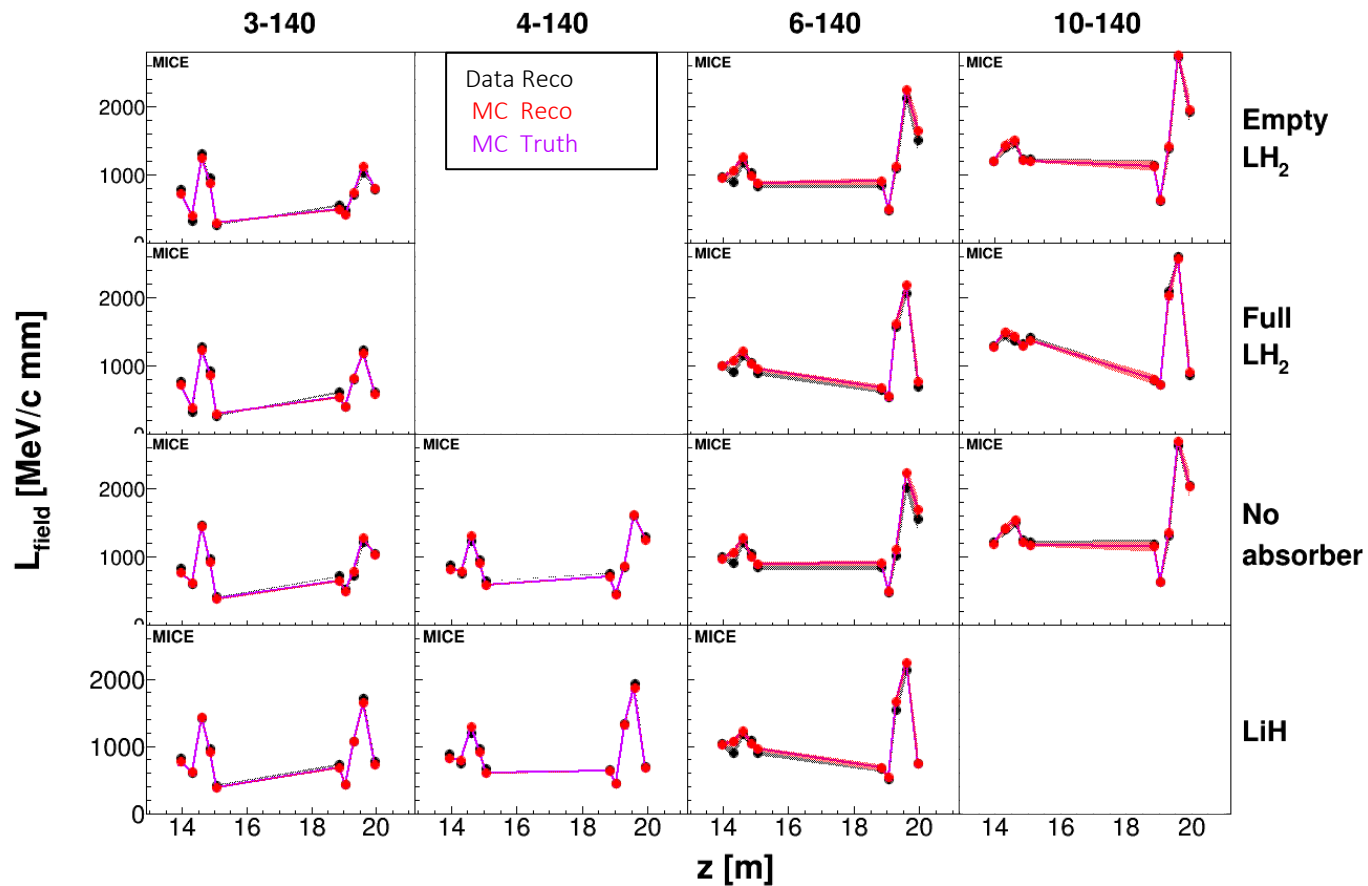 3-140 4-140 6-140 10-140
MICE MICE MICE
Data Reco
MC Reco
MC Truth
2000
1000
0
Empty
LH2
MICE MICE MICE
2000
1000
0
Full
LH2
MICE MICE MICE MICE
2000
1000
0
No
absorber
MICE MICE MICE
2000
1000
0
LiH
14 16 18 20 14 16 18 20 14 16 18 20 14 16 18 20
z [m]
Lfield [MeV/c mm]